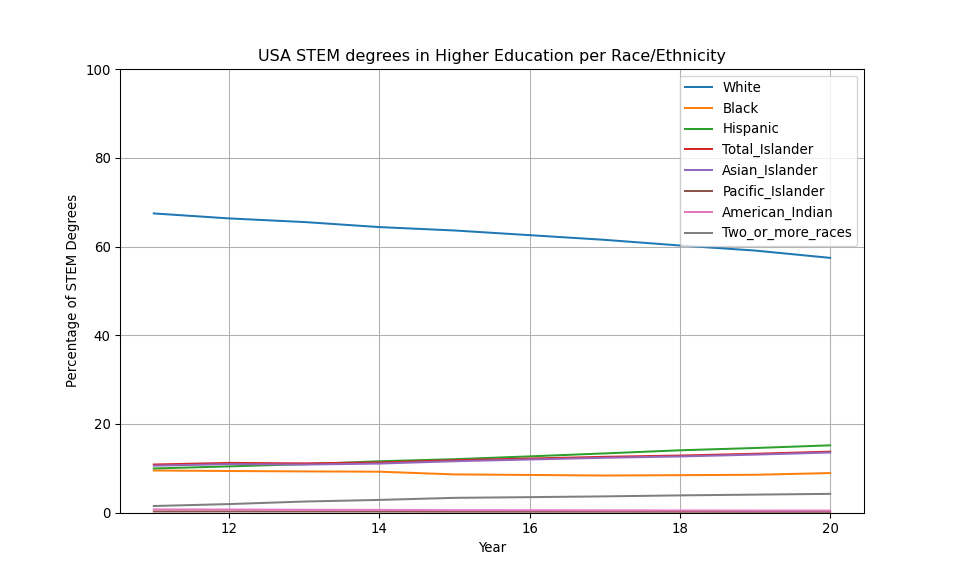 USA STEM degrees in Higher Education per Race/Ethnicity
100
80
60
40
20
0
Percentage of STEM Degrees
White
Black
Hispanic
Total_Islander
Asian_Islander
Pacific_Islander
American_Indian
Two_or_more_races
12 14 16 18 20
Year